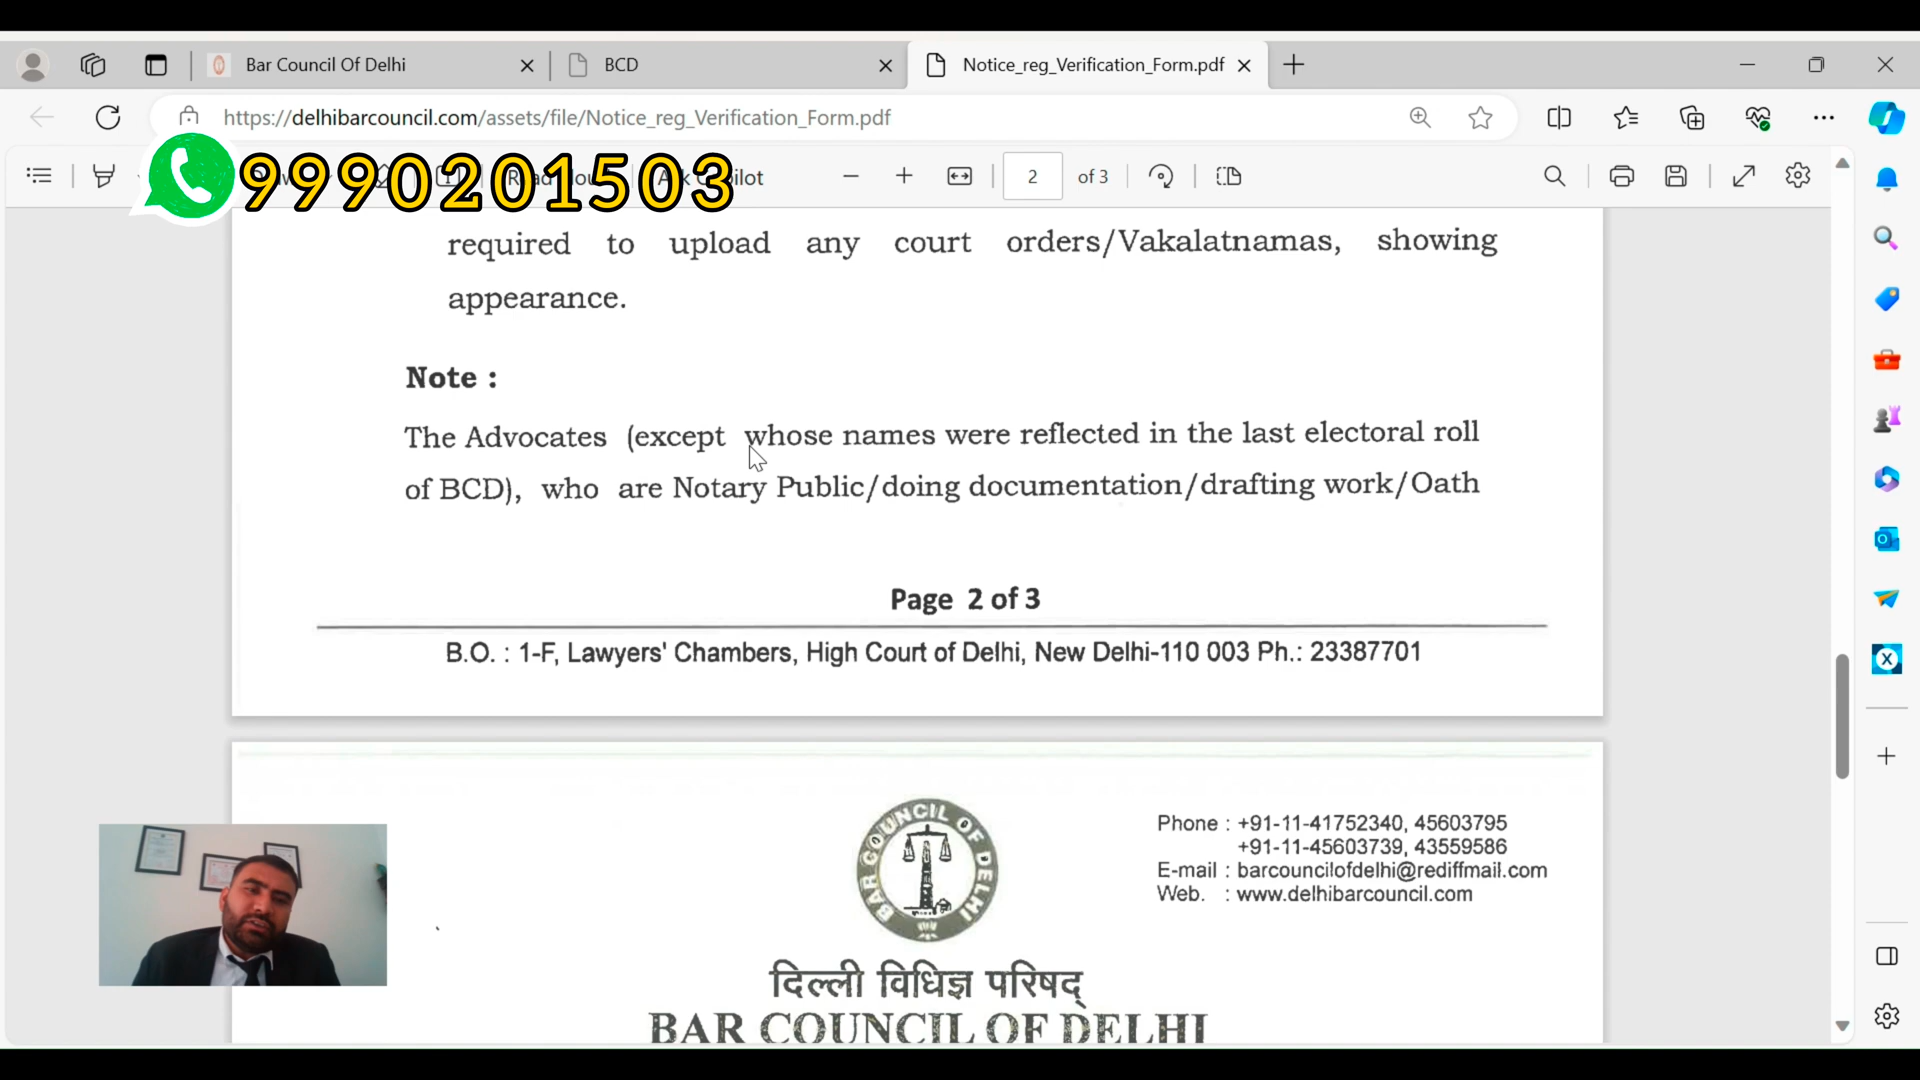 Bar Council Of Delhi
BCD
Notice_reg_Verification_Form.pdf
https://delhibarcouncil.com/assets/file/Notice_reg_Verification_Form.pdf
9990201503
2 of 3
required to upload any court orders/Vakalatnamas, showing
appearance.
Note :
The Advocates (except whose names were reflected in the last electoral roll
of BCD), who are Notary Public/doing documentation/drafting work/Oath
Page 2 of 3
B.O. : 1-F, Lawyers' Chambers, High Court of Delhi, New Delhi-110 003 Ph.: 23387701
BAR COUNCIL OF DELHI
Phone : +91-11-41752340, 45603795
+91-11-45603739, 43559586
E-mail : barcouncilofdelhi@rediffmail.com
Web. : www.delhibarcouncil.com
दिल्ली विधिज्ञ परिषद्
BAR COUNCIL OF DELHI